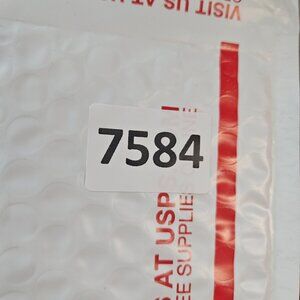 VISIT US AT U
7584
S AT USP
EE SUPPLIE